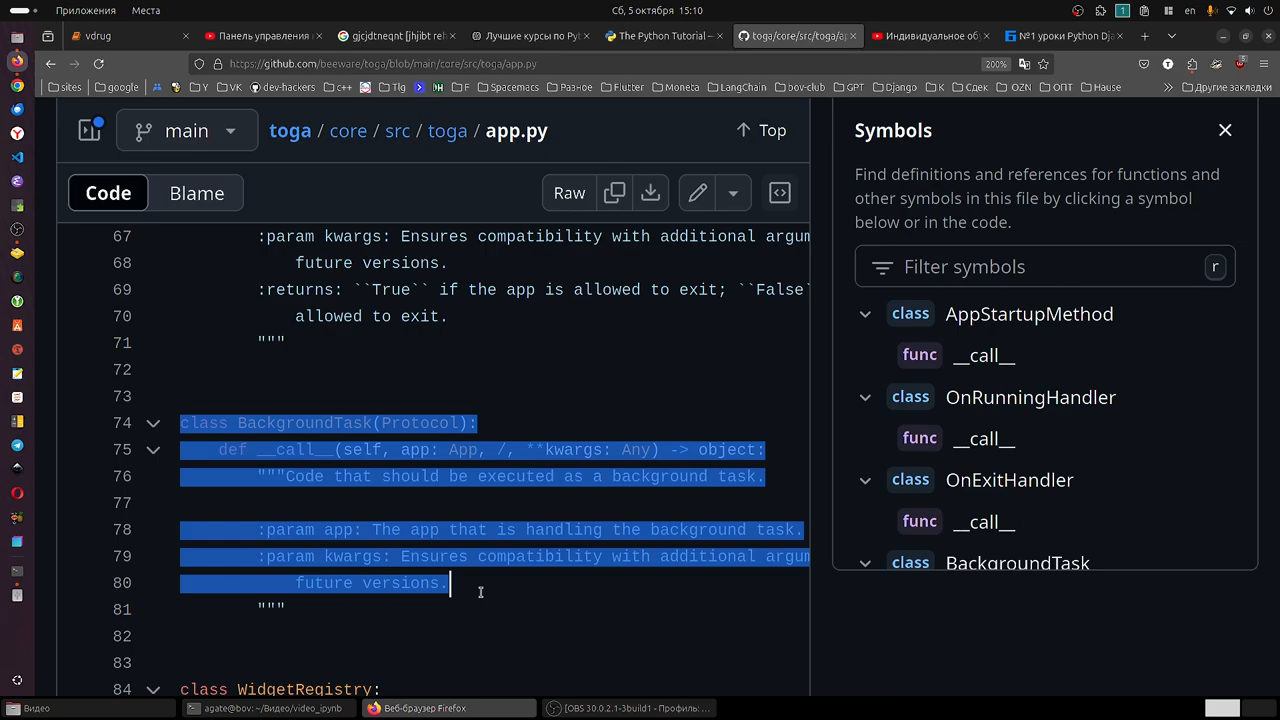 Приложения Места Сб, 5 октября 15:10 1 en
vdrug Панель управления gjcjdtneqnt [jhjibt reh Лучшие курсы по Py The Python Tutorial — toga/core/src/toga/ap Индивидуальное об №1 уроки Python Dja
https://github.com/beeware/toga/blob/main/core/src/toga/app.py 200%
sites google Y VK dev-hackers c++ Tlg H F Spacemacs Разное Flutter Moneta LangChain bov-club GPT Django K Сдек OZN ОПТ Hause Другие закладки
main toga / core / src / toga / app.py Top
Code Blame Raw
67 :param kwargs: Ensures compatibility with additional argum
68 future versions.
69 :returns: ``True`` if the app is allowed to exit; ``False`
70 allowed to exit.
71 """
72
73
74 class BackgroundTask(Protocol):
75 def __call__(self, app: App, /, **kwargs: Any) -> object:
76 """Code that should be executed as a background task.
77
78 :param app: The app that is handling the background task.
79 :param kwargs: Ensures compatibility with additional argum
80 future versions.
81 """
82
83
84 class WidgetRegistry:
Symbols
Find definitions and references for functions and
other symbols in this file by clicking a symbol
below or in the code.
Filter symbols r
class AppStartupMethod
func __call__
class OnRunningHandler
func __call__
class OnExitHandler
func __call__
class BackgroundTask
Видео agate@bov: ~/Видео/video_ipynb Веб-браузер Firefox [OBS 30.0.2.1-3build1 - Профиль: ...